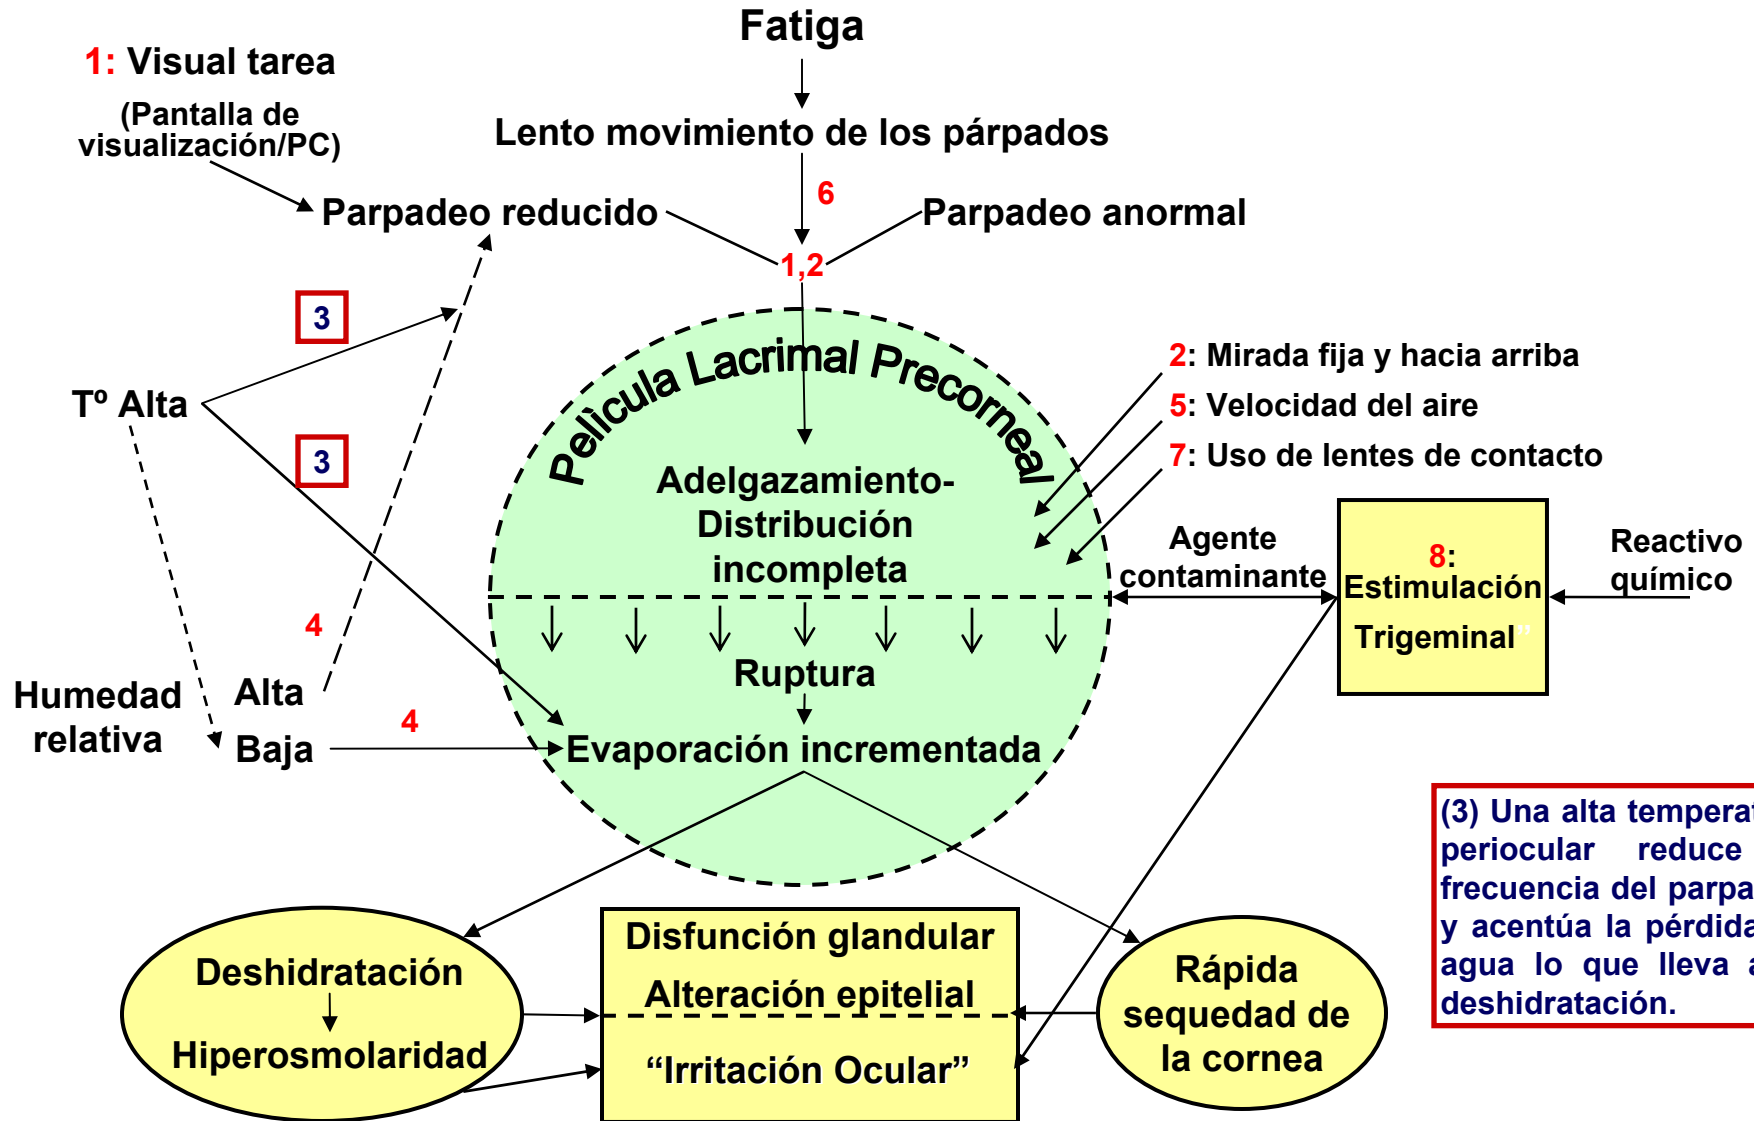 Fatiga
1: Visual tarea
(Pantalla de
visualización/PC)
Lento movimiento de los párpados
6
Parpadeo reducido
Parpadeo anormal
1,2
3
Tº Alta
3
Pelìcula Lacrimal Precorneal
2: Mirada fija y hacia arriba
5: Velocidad del aire
7: Uso de lentes de contacto
Adelgazamiento-
Distribución
incompleta
Agente
contaminante
8:
Estimulación
Trigeminal”
Reactivo
químico
4
Humedad
relativa
Alta
Baja
4
Ruptura
Evaporación incrementada
(3) Una alta
periocular reduce
frecuencia del
y acentúa la pérdida
agua lo que lleva a
deshidratación.
Deshidratación
Hiperosmolaridad
Disfunción glandular
Alteración epitelial
“Irritación Ocular”
Rápida
sequedad de
la cornea